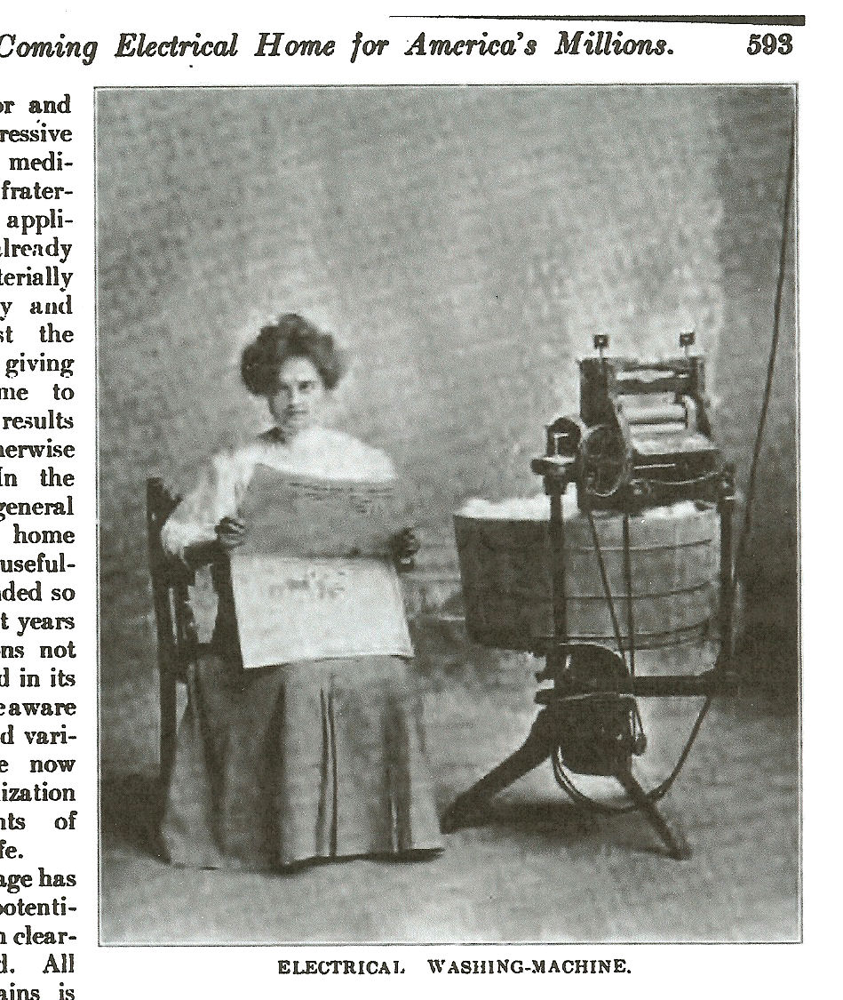 Coming Electrical Home for America's Millions. 593
or and
ressive
medi-
frater-
appli-
already
terially
y and
st the
giving
me to
results
herwise
In the
general
home
useful-
ded so
t years
ns not
d in its
e aware
d vari-
e now
ization
nts of
fe.
age has
potenti-
n clear-
d. All
ains is
ELECTRICAL WASHING-MACHINE.